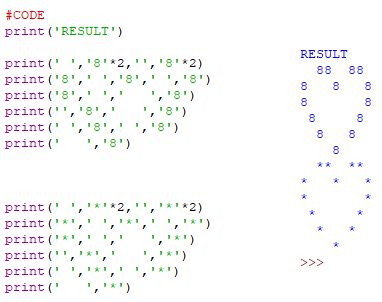 #CODE
print('RESULT')
print(' ','8'*2,'','8'*2)
print('8',' ','8',' ','8')
print('8',' ','   ','8')
print('','8','   ','8')
print(' ','8',' ','8')
print('   ','8')
print(' ','*'*2,'','*'*2)
print('*',' ','*',' ','*')
print('*',' ','   ','*')
print('','*','   ','*')
print(' ','*',' ','*')
print('   ','*')
RESULT
  88  88
8   8   8
8       8
 8     8
  8   8
    8
  **  **
*   *   *
*       *
 *     *
  *   *
    *
>>>